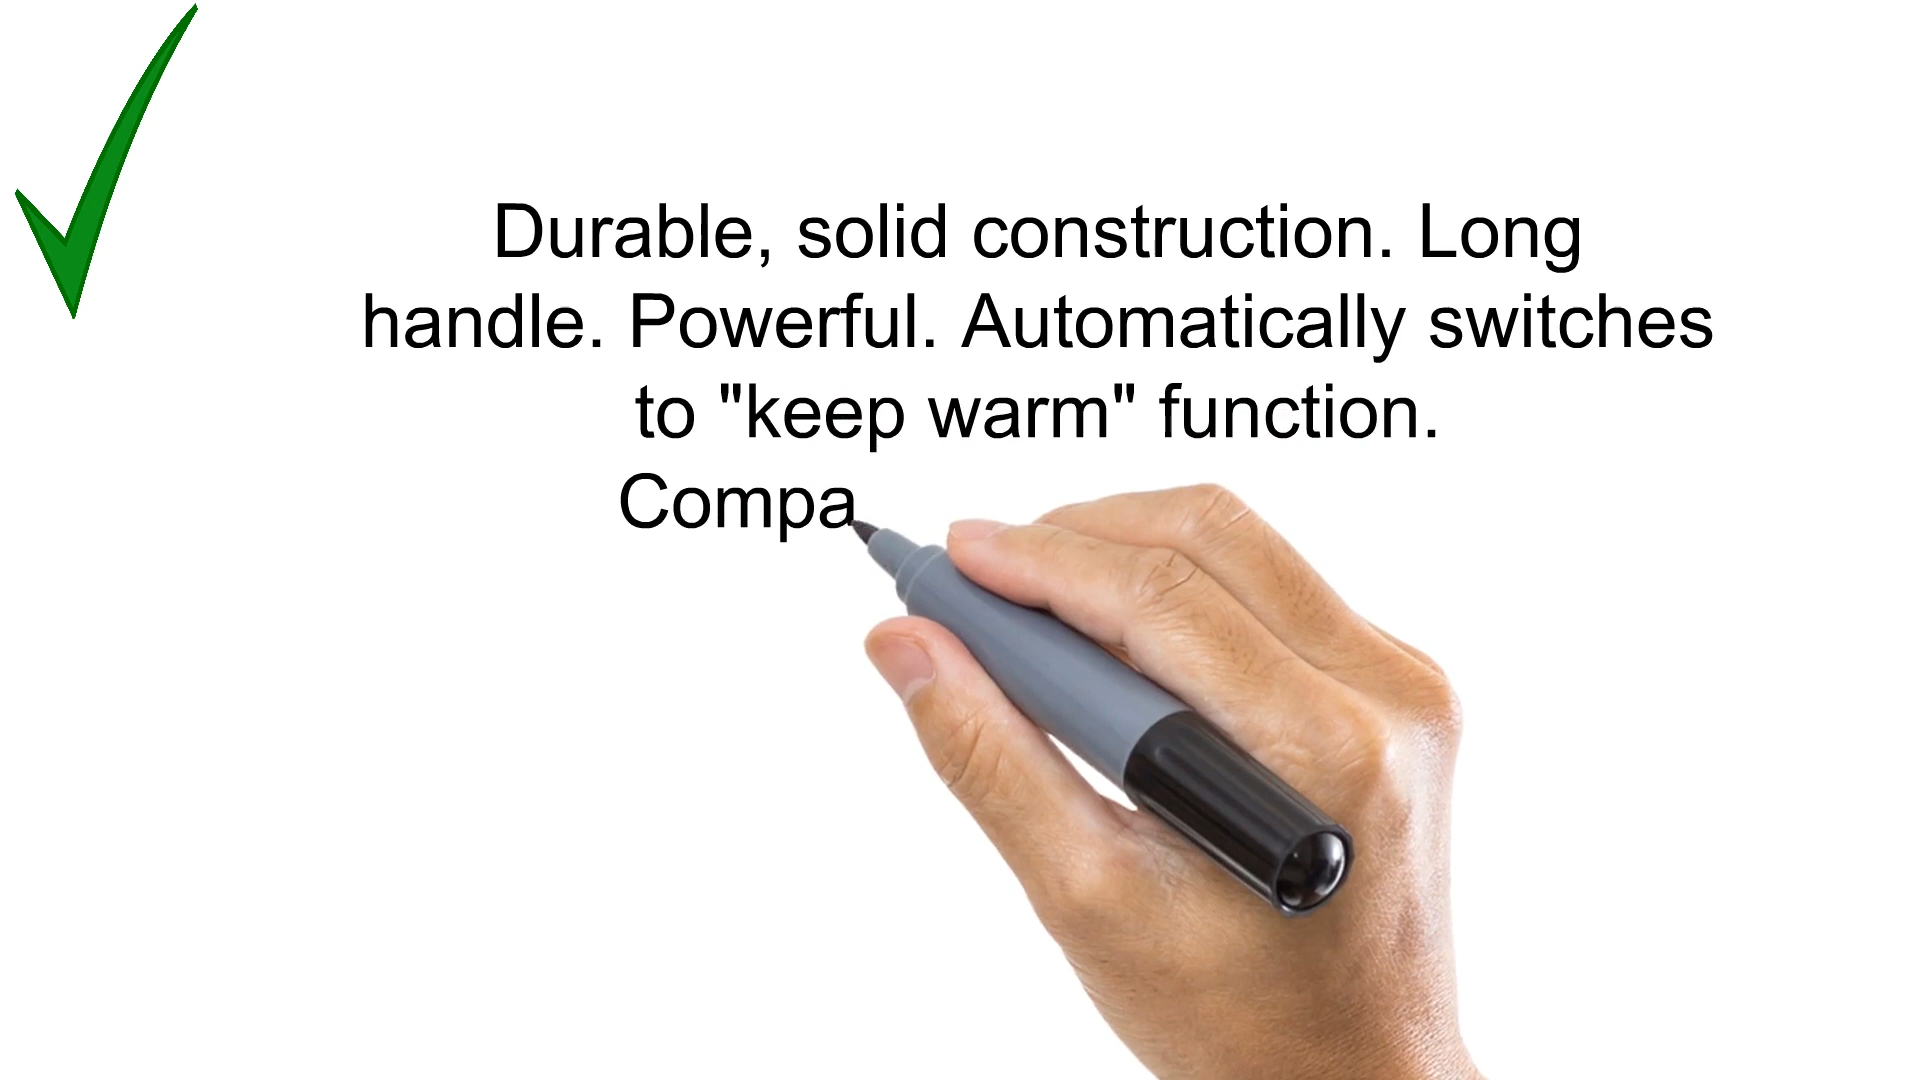 Durable, solid construction. Long
handle. Powerful. Automatically switches
to "keep warm" function.
Compa